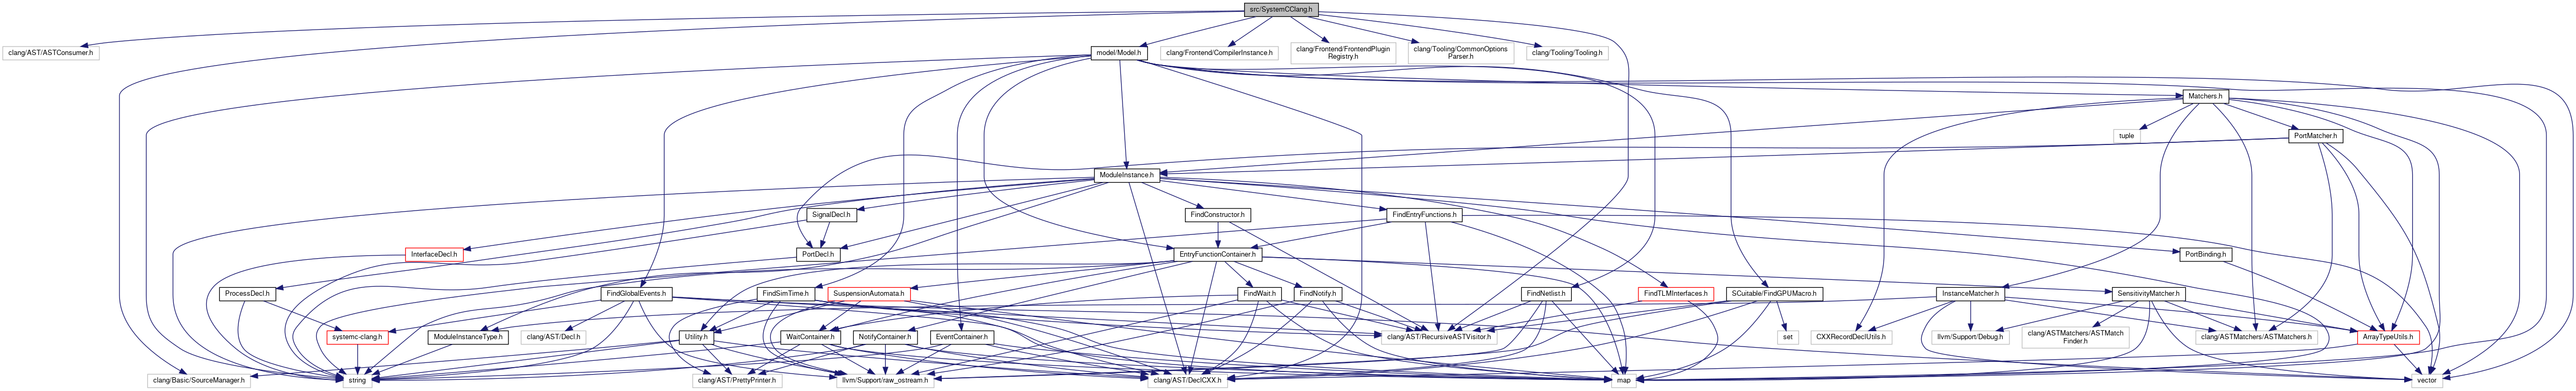 src/SystemCClang.h
clang/AST/ASTConsumer.h
model/Model.h
clang/Frontend/CompilerInstance.h
clang/Frontend/FrontendPlugin
Registry.h
clang/Tooling/CommonOptions
Parser.h
clang/Tooling/Tooling.h
Matchers.h
tuple
PortMatcher.h
ModuleInstance.h
SignalDecl.h
FindConstructor.h
FindEntryFunctions.h
InterfaceDecl.h
PortDecl.h
EntryFunctionContainer.h
PortBinding.h
ProcessDecl.h
FindGlobalEvents.h
FindSimTime.h
SuspensionAutomata.h
FindWait.h
FindNotify.h
FindNetlist.h
FindTLMInterfaces.h
SCuitable/FindGPUMacro.h
InstanceMatcher.h
SensitivityMatcher.h
systemc-clang.h
ModuleInstanceType.h
clang/AST/Decl.h
Utility.h
WaitContainer.h
NotifyContainer.h
EventContainer.h
clang/AST/RecursiveASTVisitor.h
set
CXXRecordDeclUtils.h
llvm/Support/Debug.h
clang/ASTMatchers/ASTMatch
Finder.h
clang/ASTMatchers/ASTMatchers.h
ArrayTypeUtils.h
clang/Basic/SourceManager.h
string
clang/AST/PrettyPrinter.h
llvm/Support/raw_ostream.h
clang/AST/DeclCXX.h
map
vector